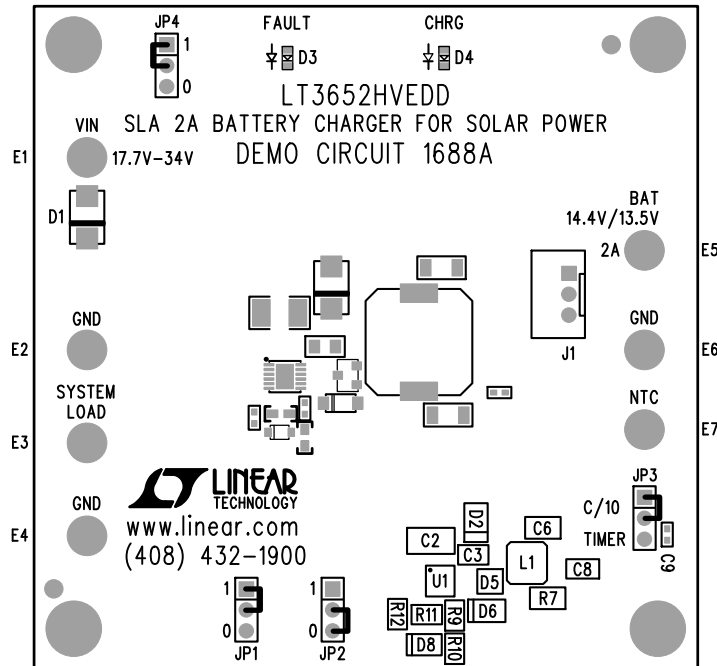 JP4
1
0
FAULT
D3
CHRG
D4
LT3652HVEDD
SLA 2A BATTERY CHARGER FOR SOLAR POWER
DEMO CIRCUIT 1688A
VIN
E1
17.7V-34V
D1
BAT
14.4V/13.5V
2A
E5
GND
E2
J1
GND
E6
SYSTEM
LOAD
E3
NTC
E7
GND
E4
LINEAR
TECHNOLOGY
www.linear.com
(408) 432-1900
JP3
C/10
TIMER
C9
D2
C2
C3
C6
L1
C8
U1
D5
R7
R12
R11
R9
D6
D8
R10
1
0
JP1
1
0
JP2